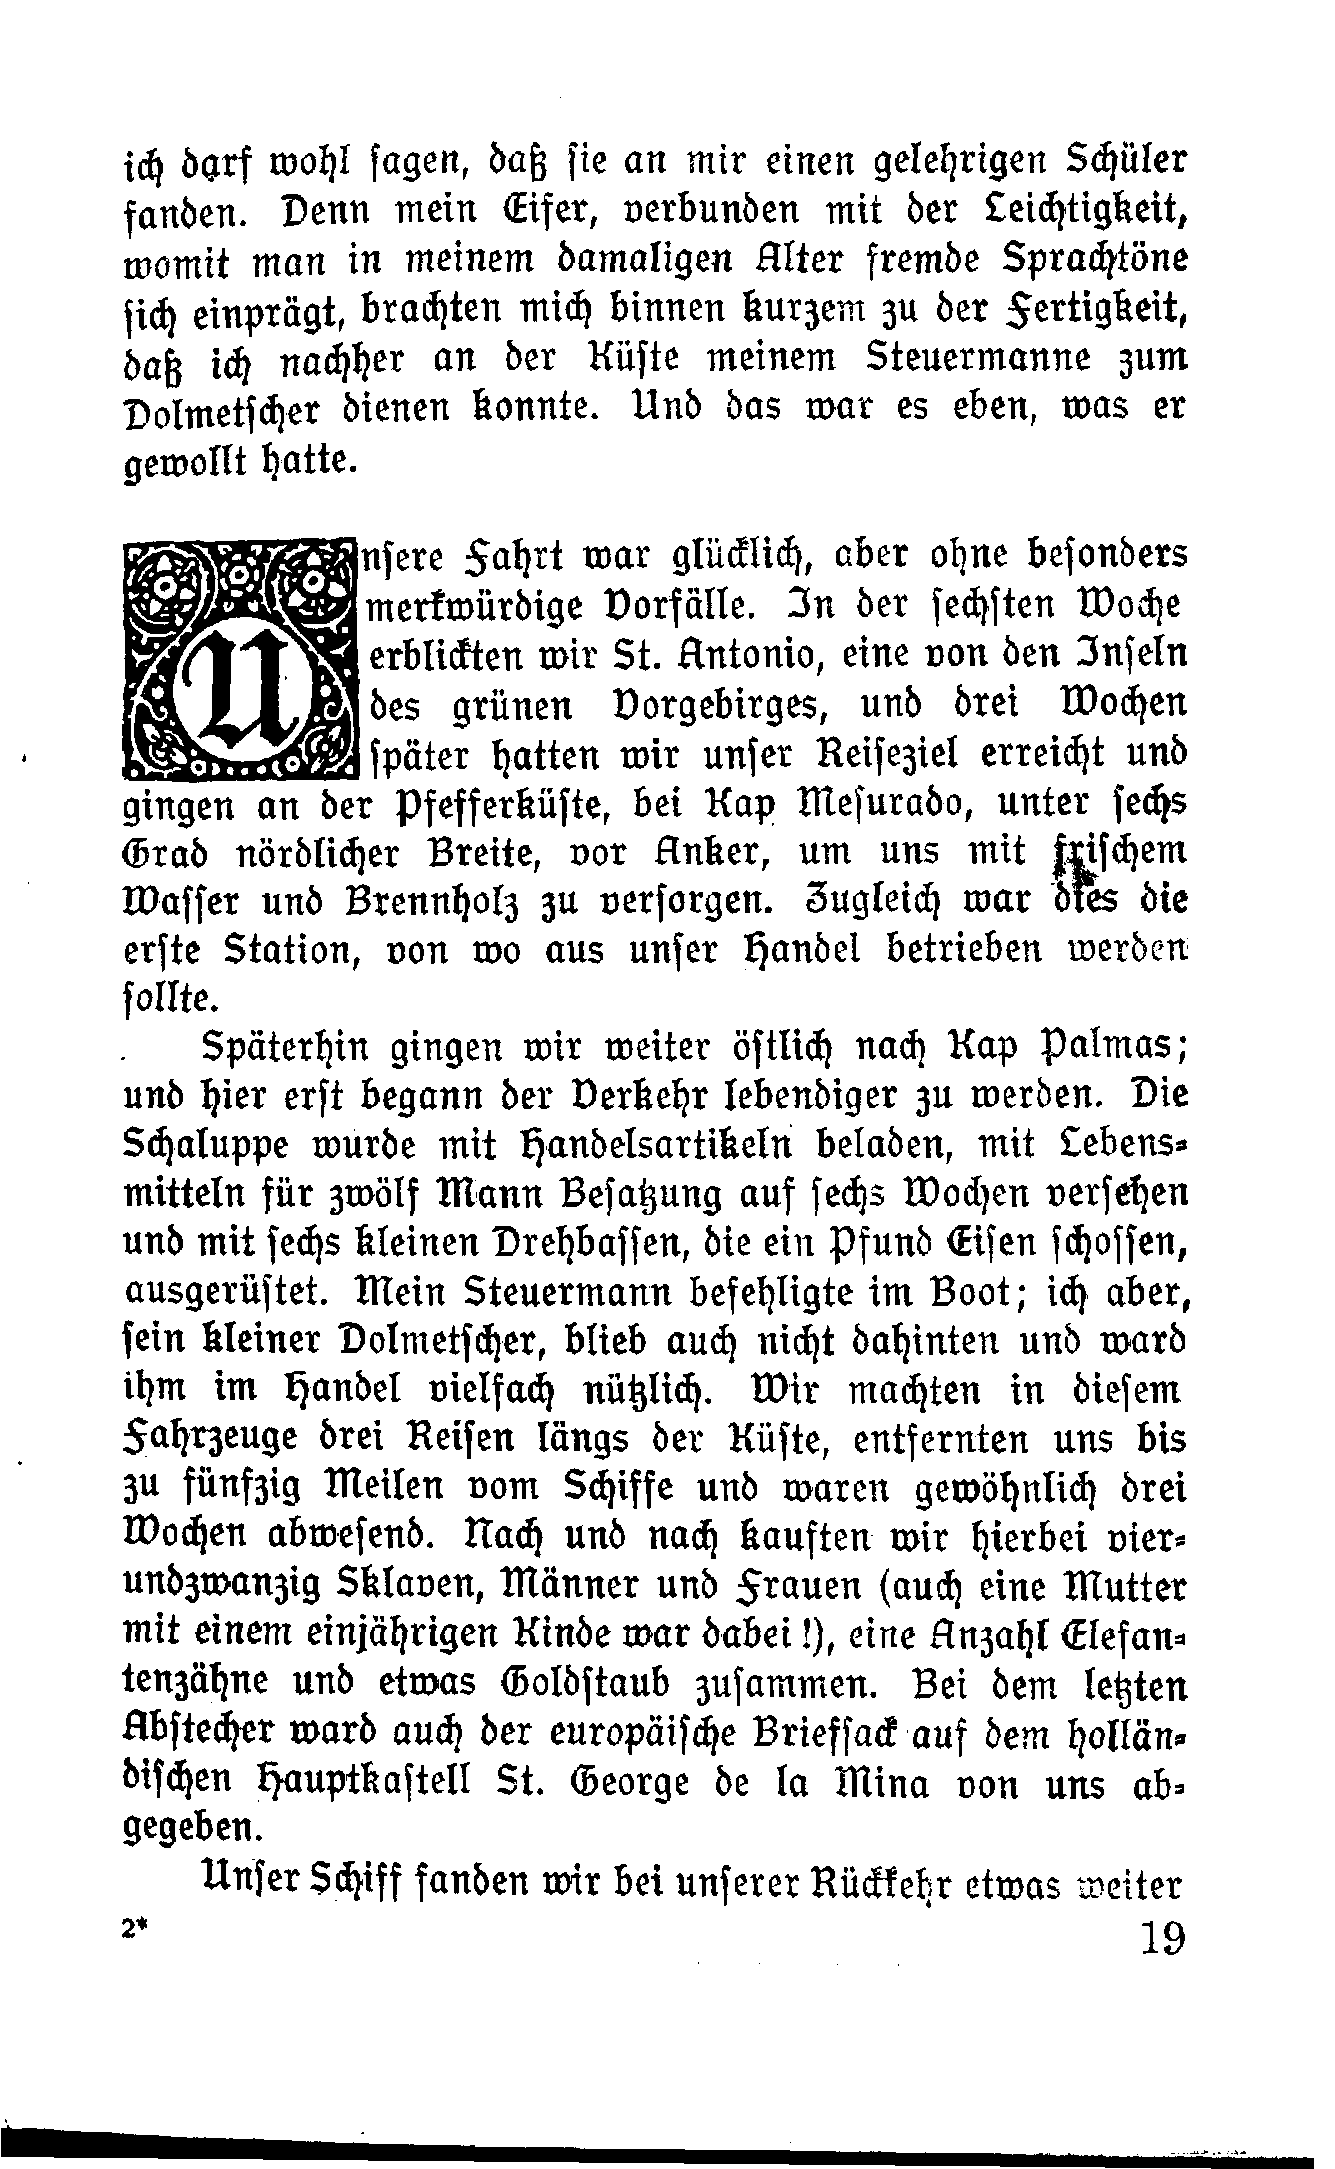 ich darf wohl sagen, daß sie an mir einen gelehrigen Schüler
fanden. Denn mein Eifer, verbunden mit der Leichtigkeit,
womit man in meinem damaligen Alter fremde Sprachtöne
sich einprägt, brachten mich binnen kurzem zu der Fertigkeit,
daß ich nachher an der Küste meinem Steuermanne zum
Dolmetscher dienen konnte. Und das war es eben, was er
gewollt hatte.
Unsere Fahrt war glücklich, aber ohne besonders
merkwürdige Vorfälle. In der sechsten Woche
erblickten wir St. Antonio, eine von den Inseln
des grünen Vorgebirges, und drei Wochen
später hatten wir unser Reiseziel erreicht und
gingen an der Pfefferküste, bei Kap Mesurado, unter sechs
Grad nördlicher Breite, vor Anker, um uns mit frischem
Wasser und Brennholz zu versorgen. Zugleich war dies die
erste Station, von wo aus unser Handel betrieben werden
sollte.
Späterhin gingen wir weiter östlich nach Kap Palmas;
und hier erst begann der Verkehr lebendiger zu werden. Die
Schaluppe wurde mit Handelsartikeln beladen, mit Lebens-
mitteln für zwölf Mann Besatzung auf sechs Wochen versehen
und mit sechs kleinen Drehbassen, die ein Pfund Eisen schossen,
ausgerüstet. Mein Steuermann befehligte im Boot; ich aber,
sein kleiner Dolmetscher, blieb auch nicht dahinten und ward
ihm im Handel vielfach nützlich. Wir machten in diesem
Fahrzeuge drei Reisen längs der Küste, entfernten uns bis
zu fünfzig Meilen vom Schiffe und waren gewöhnlich drei
Wochen abwesend. Nach und nach kauften wir hierbei vier-
undzwanzig Sklaven, Männer und Frauen (auch eine Mutter
mit einem einjährigen Kinde war dabei!), eine Anzahl Elefan-
tenzähne und etwas Goldstaub zusammen. Bei dem letzten
Abstecher ward auch der europäische Briefsack auf dem hollän-
dischen Hauptkastell St. George de la Mina von uns ab-
gegeben.
Unser Schiff fanden wir bei unserer Rückkehr etwas weiter
2*
19